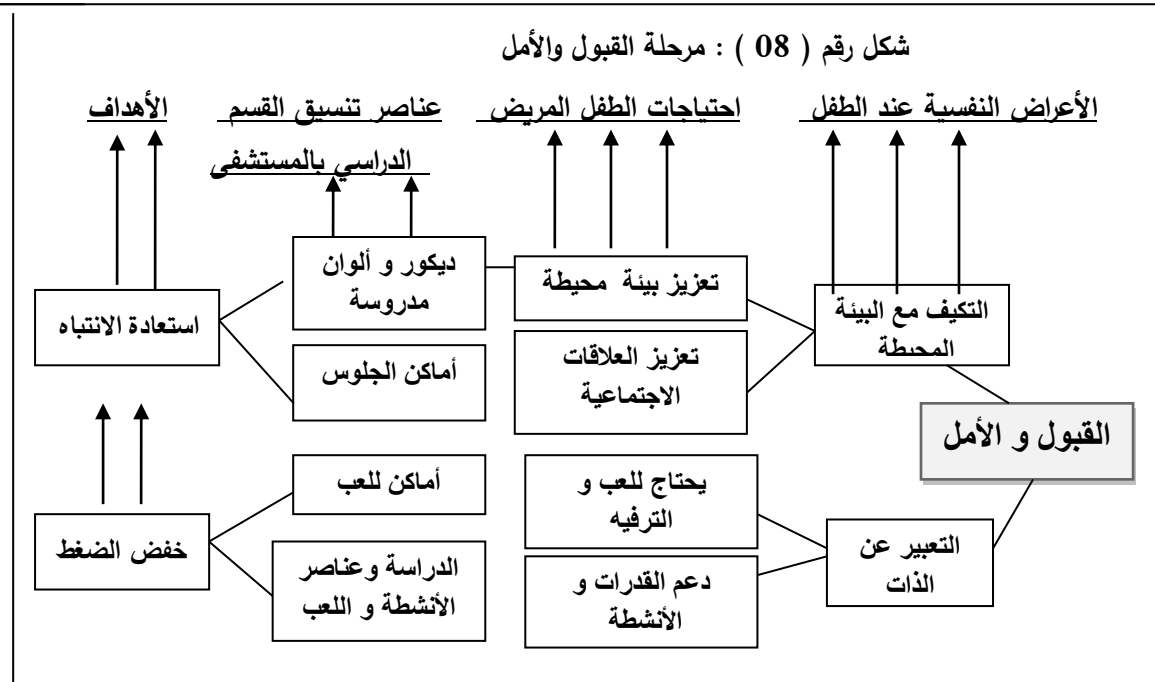 شكل رقم ( 08 ) : مرحلة القبول والأمل
الأعراض النفسية عند الطفل
احتياجات الطفل المريض
عناصر تنسيق القسم
الدراسي بالمستشفى
الأهداف
القبول و الأمل
التكيف مع البيئة
المحيطة
تعزيز بيئة محيطة
تعزيز العلاقات
الاجتماعية
ديكور و ألوان
مدروسة
أماكن الجلوس
استعادة الانتباه
التعبير عن
الذات
يحتاج للعب و
الترفيه
دعم القدرات و
الأنشطة
أماكن للعب
الدراسة وعناصر
الأنشطة و اللعب
خفض الضغط